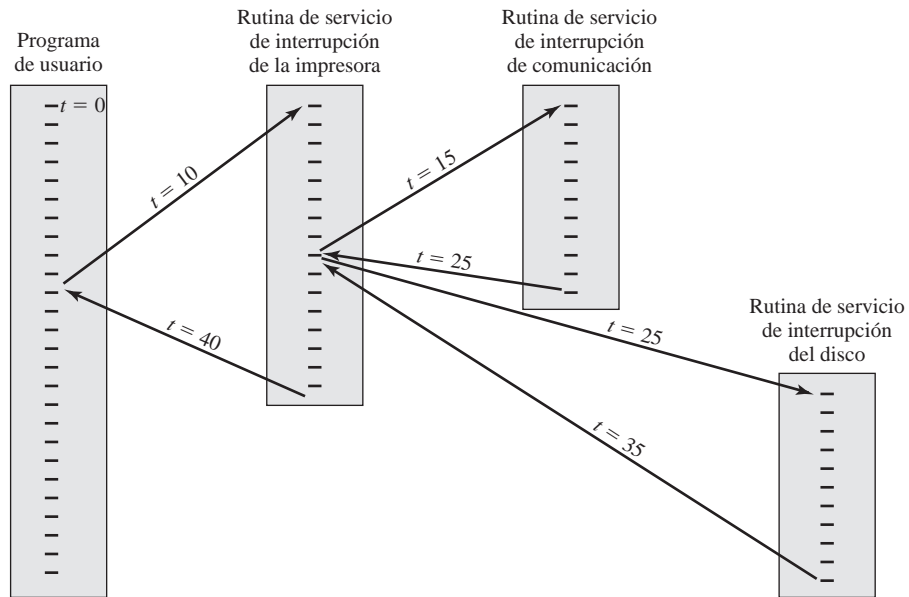 Programa
de usuario
Rutina de servicio
de interrupción
de la impresora
Rutina de servicio
de interrupción
de comunicación
t = 0
t = 10
t = 15
t = 25
t = 40
t = 25
Rutina de servicio
de interrupción
del disco
t = 35